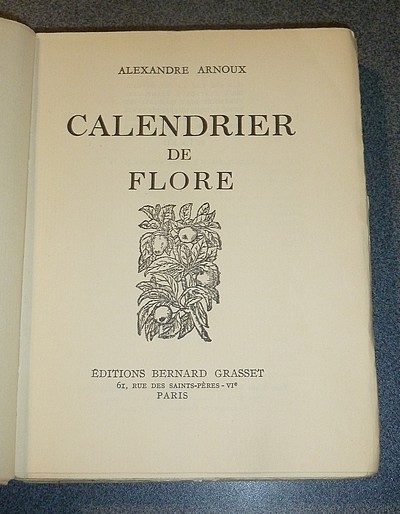 ALEXANDRE ARNOUX
CALENDRIER
DE
FLORE
ÉDITIONS BERNARD GRASSET
61, RUE DES SAINTS-PÈRES - VIᵉ
PARIS